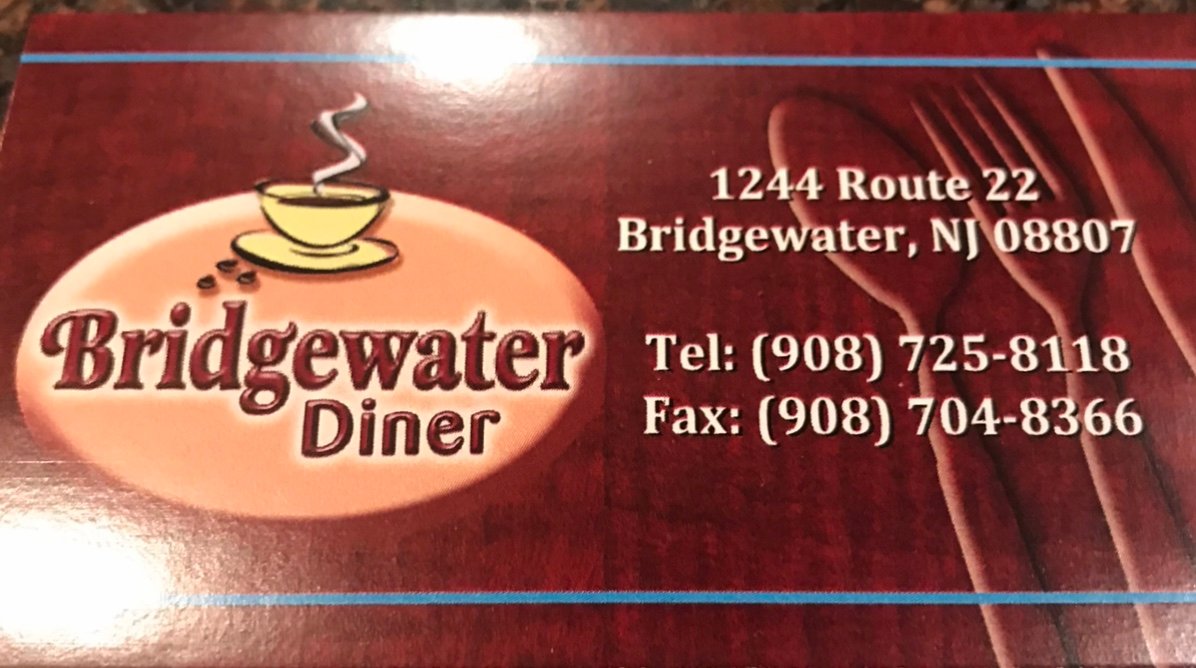 Bridgewater
Diner
1244 Route 22
Bridgewater, NJ 08807
Tel: (908) 725-8118
Fax: (908) 704-8366